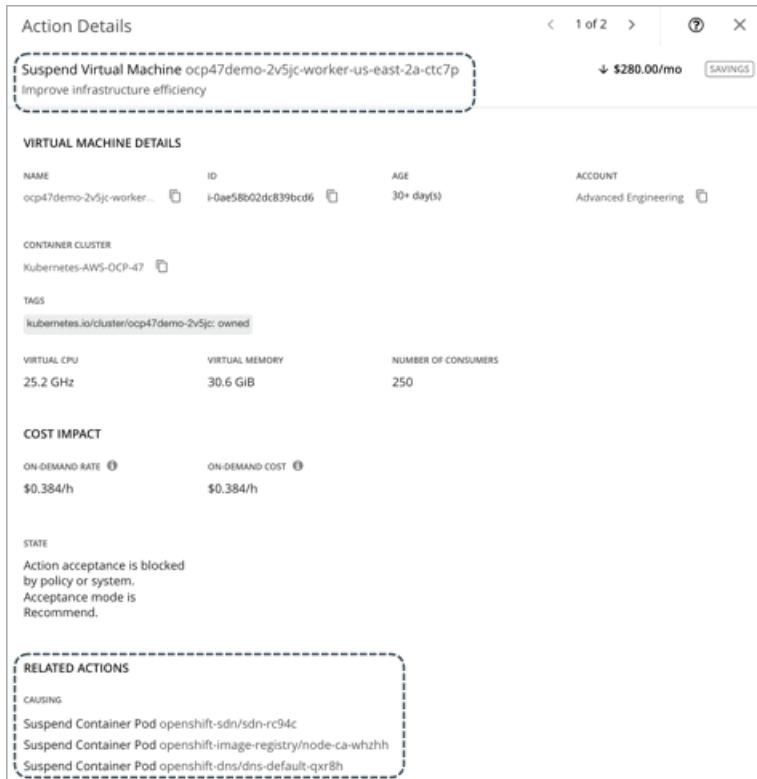 Action Details
1 of 2
Suspend Virtual Machine ocp47demo-2v5jc-worker-us-east-2a-ctc7p
↓ $280.00/mo
SAVINGS
Improve infrastructure efficiency
VIRTUAL MACHINE DETAILS
NAME
ID
AGE
ACCOUNT
ocp47demo-2v5jc-worker...
i-0ae58b02dc839bcd6
30+ day(s)
Advanced Engineering
CONTAINER CLUSTER
Kubernetes-AWS-OCP-47
TAGS
kubernetes.io/cluster/ocp47demo-2v5jc: owned
VIRTUAL CPU
VIRTUAL MEMORY
NUMBER OF CONSUMERS
25.2 GHz
30.6 GiB
250
COST IMPACT
ON-DEMAND RATE
ON-DEMAND COST
$0.384/h
$0.384/h
STATE
Action acceptance is blocked
by policy or system.
Acceptance mode is
Recommend.
RELATED ACTIONS
CAUSING
Suspend Container Pod openshift-sdn/sdn-rc94c
Suspend Container Pod openshift-image-registry/node-ca-whzhh
Suspend Container Pod openshift-dns/dns-default-qxr8h